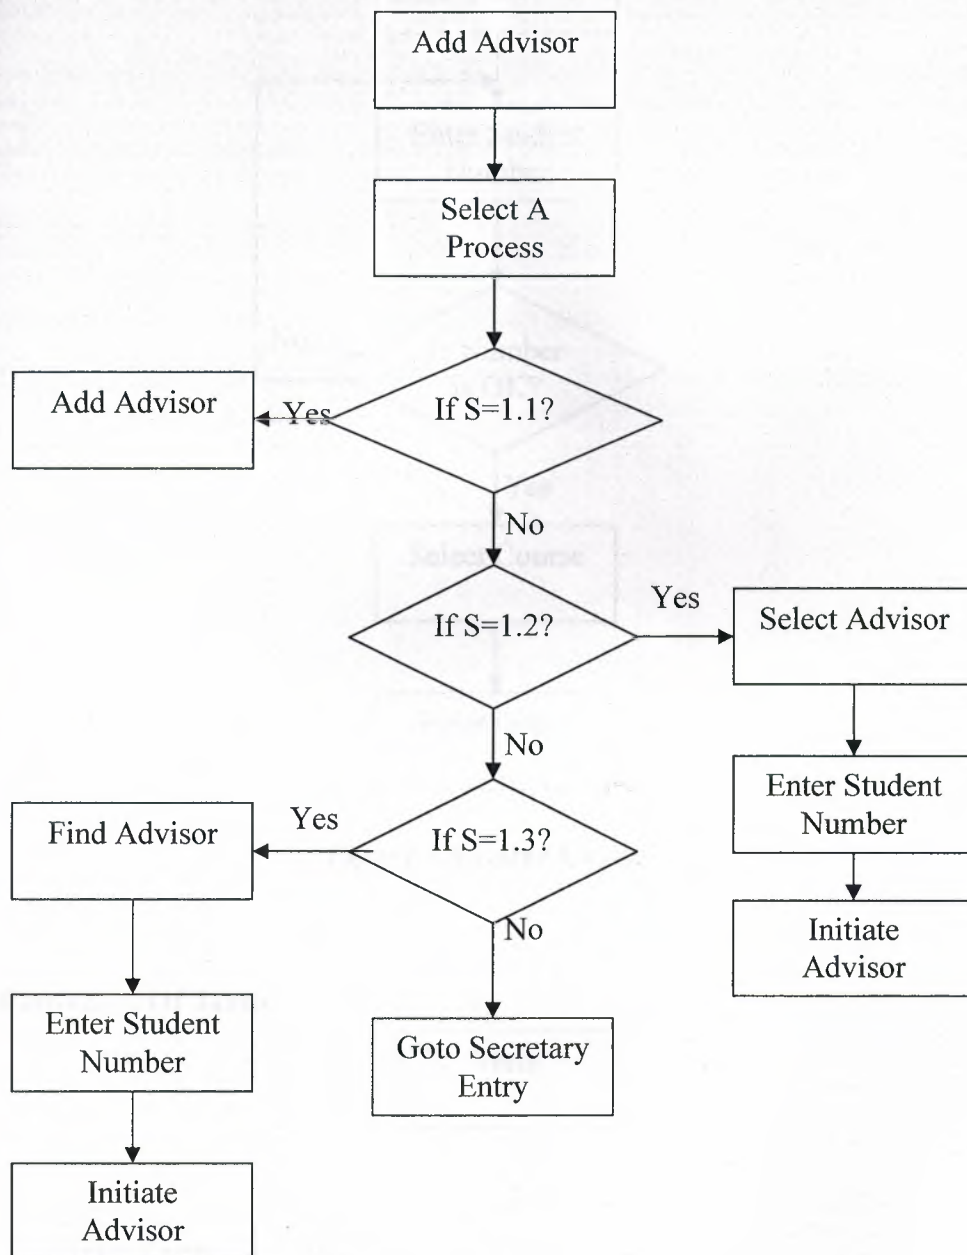 Add Advisor
Select A
Process
If S=1.1?
Yes
Add Advisor
No
If S=1.2?
Yes
Select Advisor
Enter Student
Number
Initiate
Advisor
No
If S=1.3?
Yes
Find Advisor
Enter Student
Number
Initiate
Advisor
No
Goto Secretary
Entry
Select Course